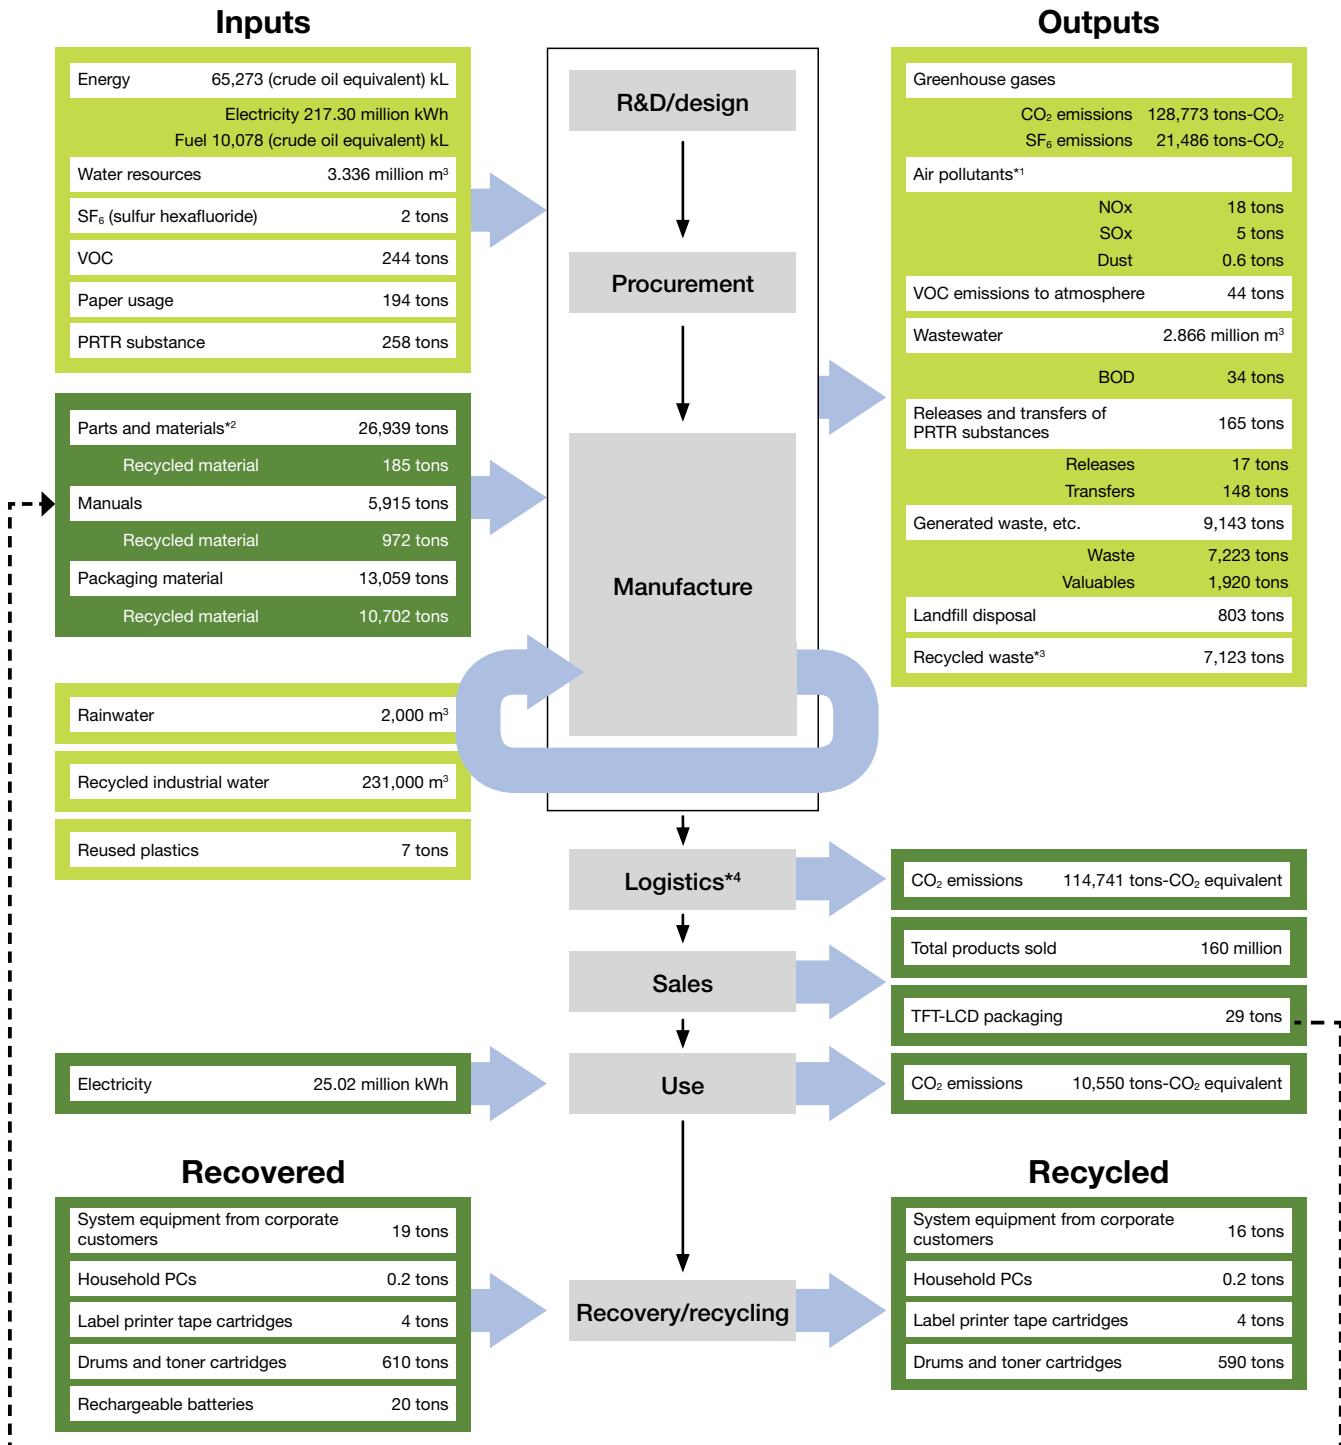 Inputs
Energy 65,273 (crude oil equivalent) kL
Electricity 217.30 million kWh
Fuel 10,078 (crude oil equivalent) kL
Water resources 3.336 million m³
SF₆ (sulfur hexafluoride) 2 tons
VOC 244 tons
Paper usage 194 tons
PRTR substance 258 tons
Parts and materials*² 26,939 tons
Recycled material 185 tons
Manuals 5,915 tons
Recycled material 972 tons
Packaging material 13,059 tons
Recycled material 10,702 tons
Rainwater 2,000 m³
Recycled industrial water 231,000 m³
Reused plastics 7 tons
Electricity 25.02 million kWh
R&D/design
Procurement
Manufacture
Logistics*⁴
Sales
Use
Recovery/recycling
Outputs
Greenhouse gases
CO₂ emissions 128,773 tons-CO₂
SF₆ emissions 21,486 tons-CO₂
Air pollutants*¹
NOx 18 tons
SOx 5 tons
Dust 0.6 tons
VOC emissions to atmosphere 44 tons
Wastewater 2.866 million m³
BOD 34 tons
Releases and transfers of
PRTR substances 165 tons
Releases 17 tons
Transfers 148 tons
Generated waste, etc. 9,143 tons
Waste 7,223 tons
Valuables 1,920 tons
Landfill disposal 803 tons
Recycled waste*³ 7,123 tons
CO₂ emissions 114,741 tons-CO₂ equivalent
Total products sold 160 million
TFT-LCD packaging 29 tons
CO₂ emissions 10,550 tons-CO₂ equivalent
Recovered
System equipment from corporate
customers 19 tons
Household PCs 0.2 tons
Label printer tape cartridges 4 tons
Drums and toner cartridges 610 tons
Rechargeable batteries 20 tons
Recycled
System equipment from corporate
customers 16 tons
Household PCs 0.2 tons
Label printer tape cartridges 4 tons
Drums and toner cartridges 590 tons